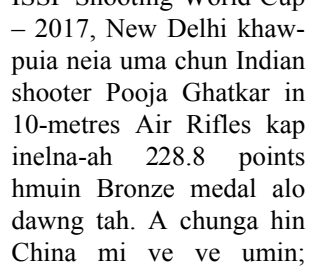 ISSF Shooting World Cup
– 2017, New Delhi khaw-
puia neia uma chun Indian
shooter Pooja Ghatkar in
10-metres Air Rifles kap
inelna-ah 228.8 points
hmuin Bronze medal alo
dawng tah. A chunga hin
China mi ve ve umin;